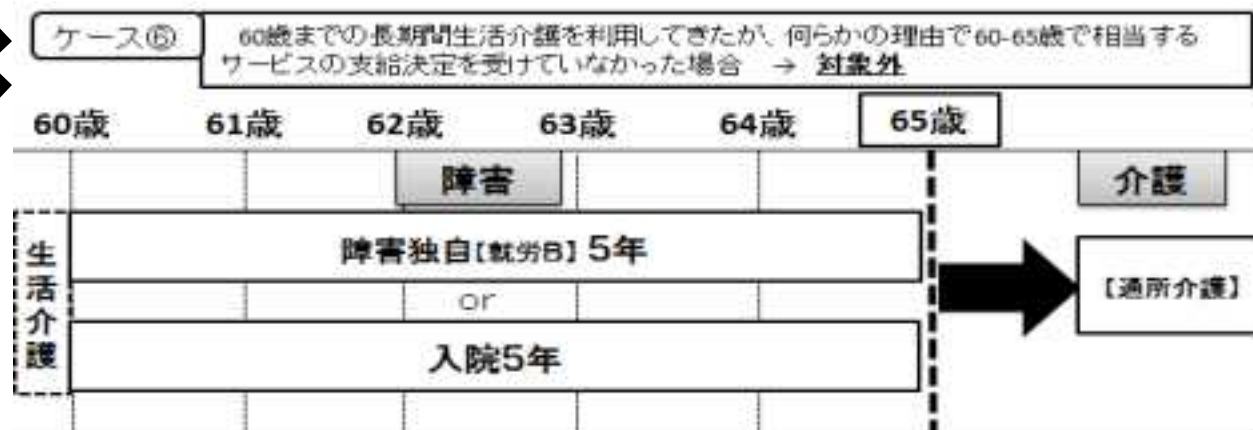 ケース⑥
60歳までの長期間生活介護を利用してきたが、何らかの理由で60-65歳で相当する
サービスの支給決定を受けていなかった場合 → 対象外
60歳 61歳 62歳 63歳 64歳 65歳
障害 介護
生活介護
障害独自【就労B】5年
or
入院5年
【通所介護】